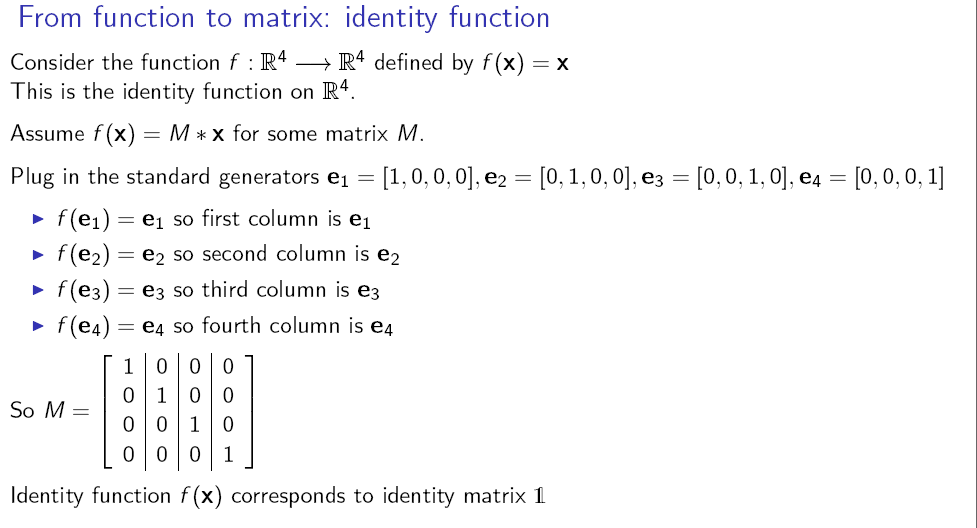 From function to matrix: identity function
Consider the function f : ℝ⁴ ⟶ ℝ⁴ defined by f(x) = x
This is the identity function on ℝ⁴.
Assume f(x) = M ∗ x for some matrix M.
Plug in the standard generators e₁ = [1, 0, 0, 0], e₂ = [0, 1, 0, 0], e₃ = [0, 0, 1, 0], e₄ = [0, 0, 0, 1]
▶ f(e₁) = e₁ so first column is e₁
▶ f(e₂) = e₂ so second column is e₂
▶ f(e₃) = e₃ so third column is e₃
▶ f(e₄) = e₄ so fourth column is e₄
1 0 0 0
0 1 0 0
So M =
0 0 1 0
0 0 0 1
Identity function f(x) corresponds to identity matrix 𝟙